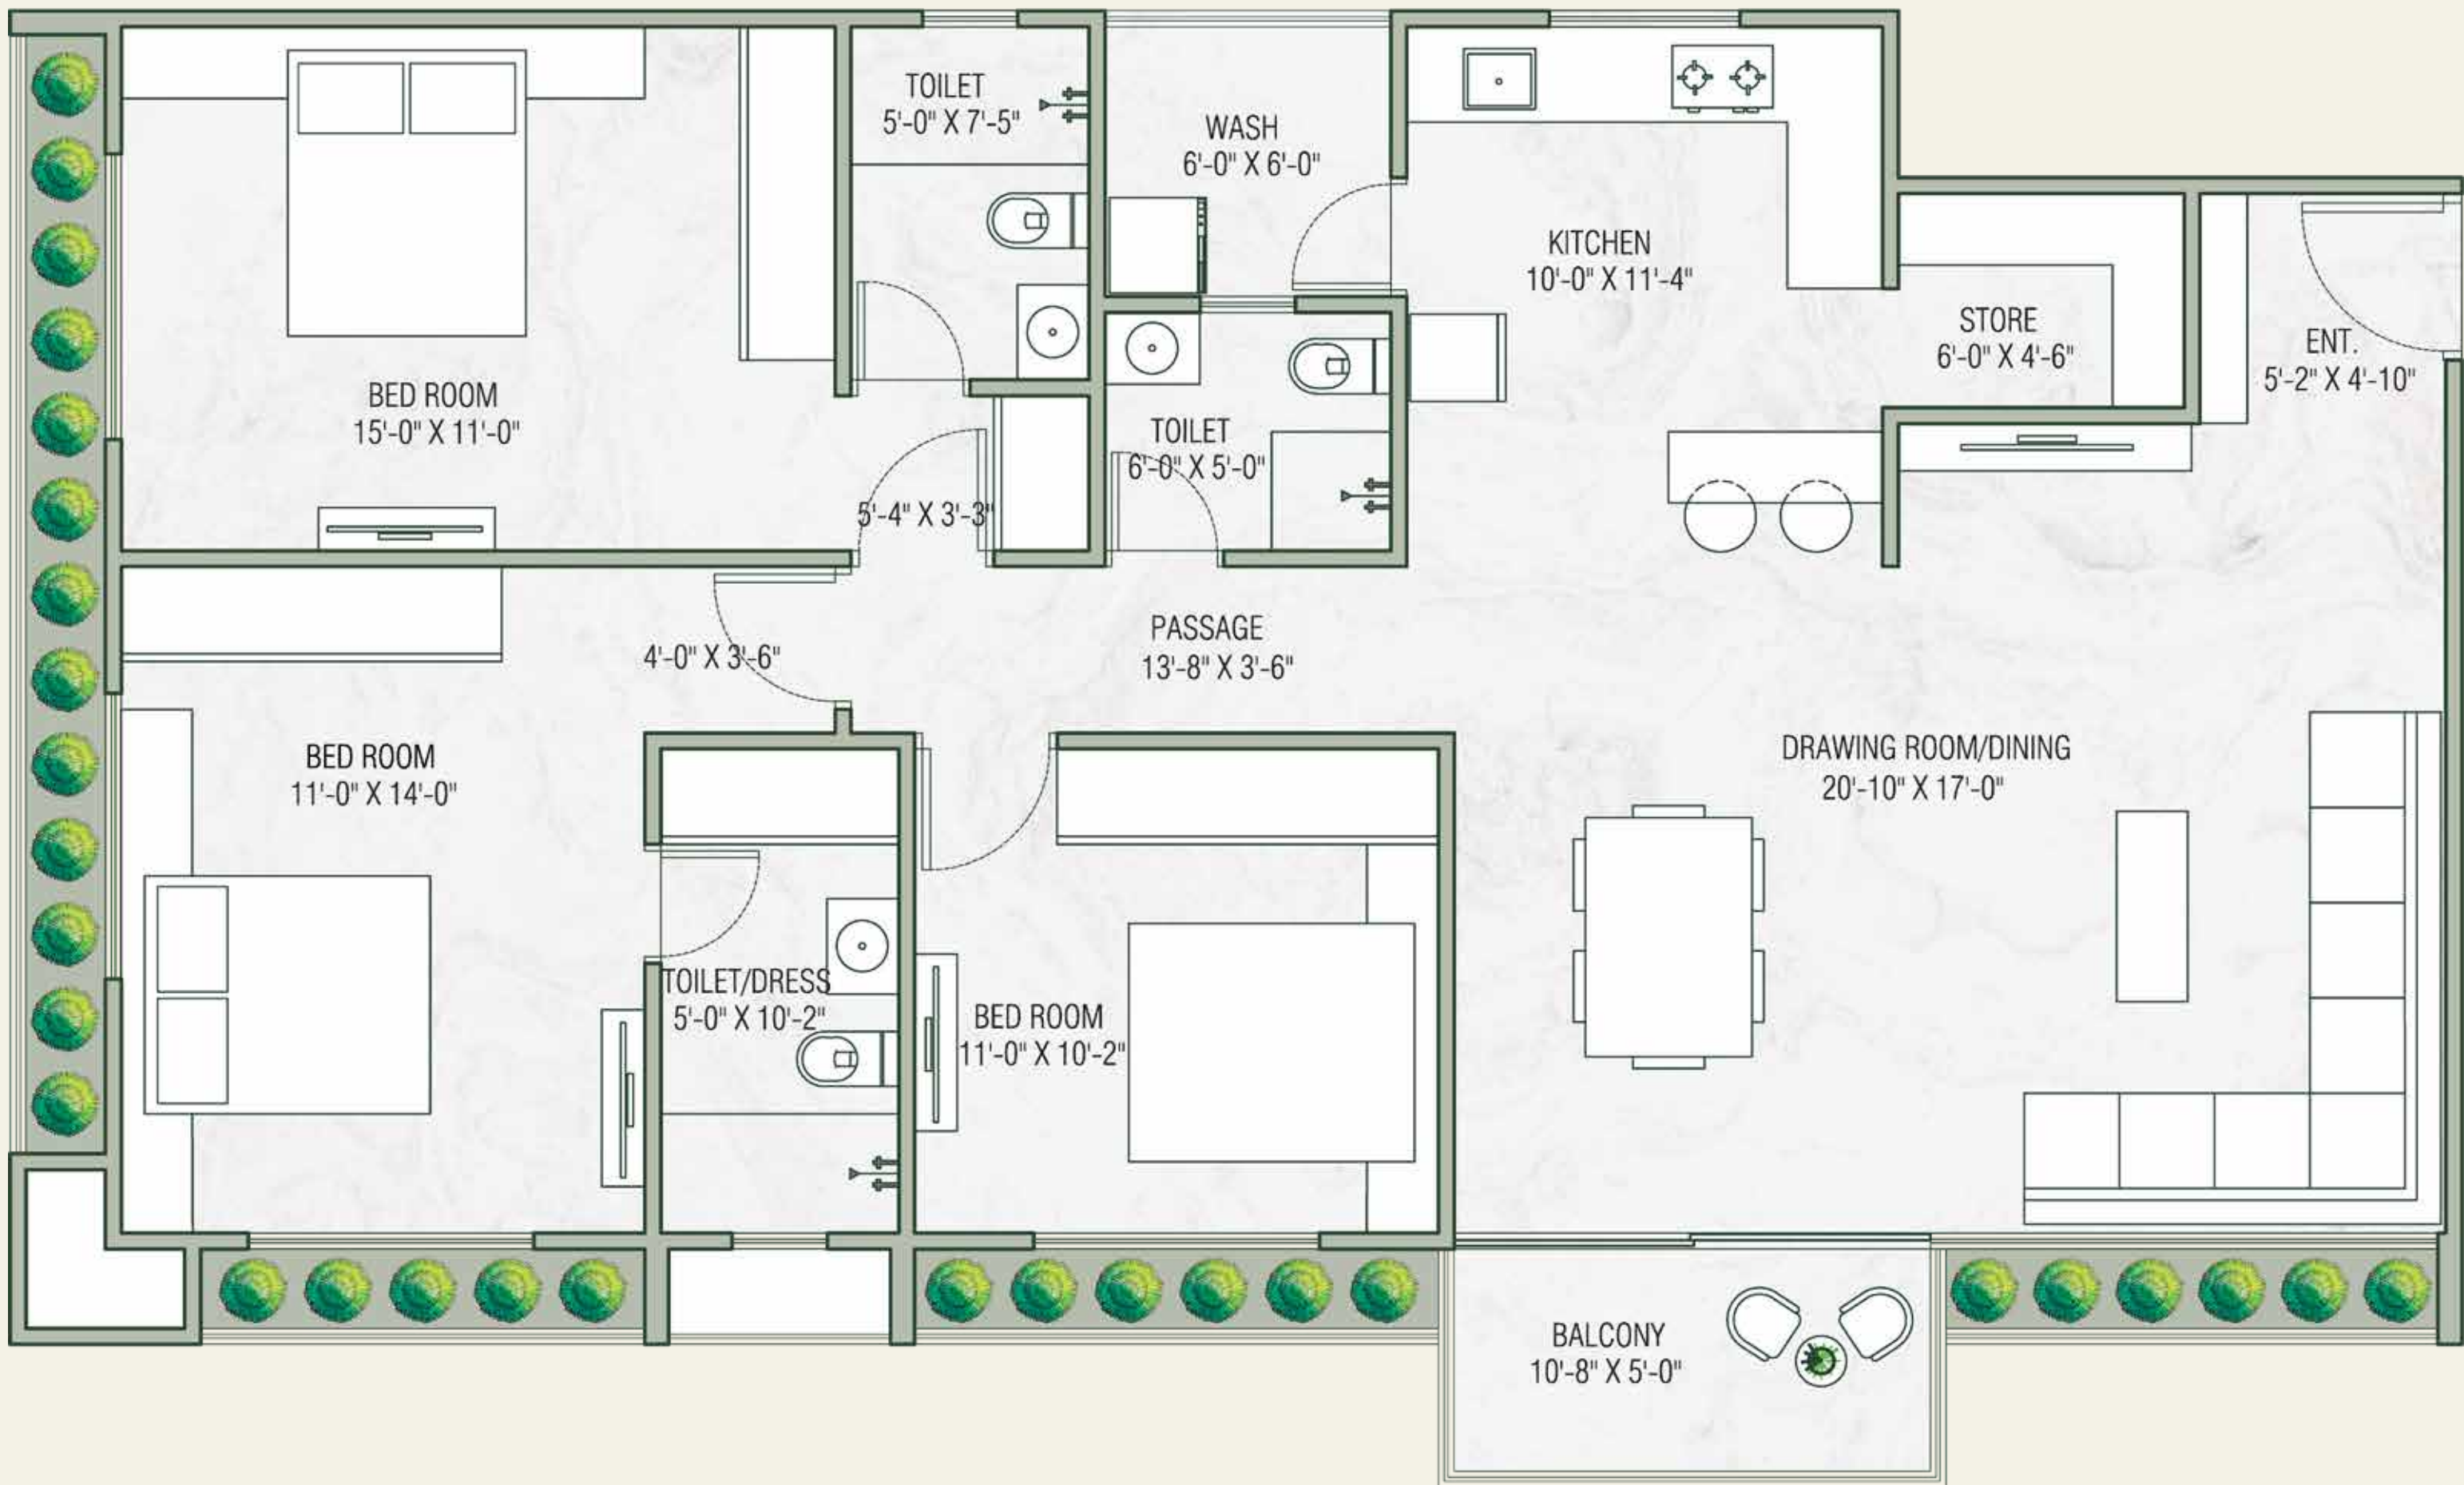 TOILET
5'-0" X 7'-5"
WASH
6'-0" X 6'-0"
KITCHEN
10'-0" X 11'-4"
STORE
6'-0" X 4'-6"
ENT.
5'-2" X 4'-10"
BED ROOM
15'-0" X 11'-0"
TOILET
6'-0" X 5'-0"
5'-4" X 3'-3"
4'-0" X 3'-6"
PASSAGE
13'-8" X 3'-6"
BED ROOM
11'-0" X 14'-0"
DRAWING ROOM/DINING
20'-10" X 17'-0"
TOILET/DRESS
5'-0" X 10'-2"
BED ROOM
11'-0" X 10'-2"
BALCONY
10'-8" X 5'-0"